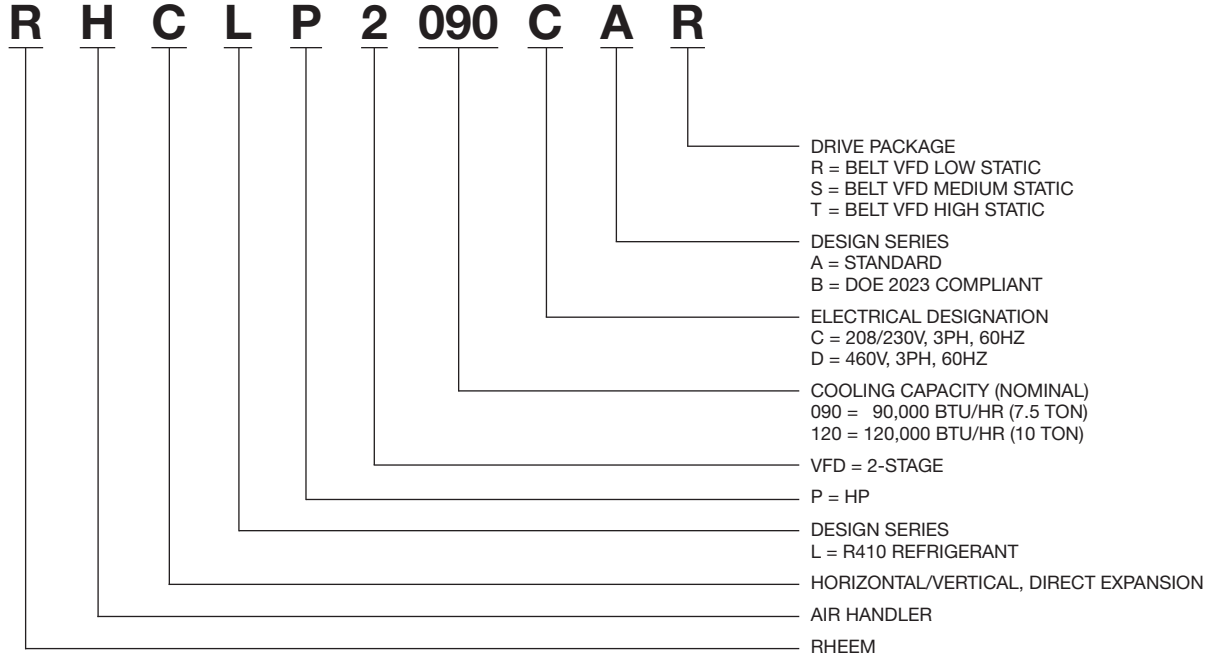 R H C L P 2 090 C A R
DRIVE PACKAGE
R = BELT VFD LOW STATIC
S = BELT VFD MEDIUM STATIC
T = BELT VFD HIGH STATIC
DESIGN SERIES
A = STANDARD
B = DOE 2023 COMPLIANT
ELECTRICAL DESIGNATION
C = 208/230V, 3PH, 60HZ
D = 460V, 3PH, 60HZ
COOLING CAPACITY (NOMINAL)
090 = 90,000 BTU/HR (7.5 TON)
120 = 120,000 BTU/HR (10 TON)
VFD = 2-STAGE
P = HP
DESIGN SERIES
L = R410 REFRIGERANT
HORIZONTAL/VERTICAL, DIRECT EXPANSION
AIR HANDLER
RHEEM